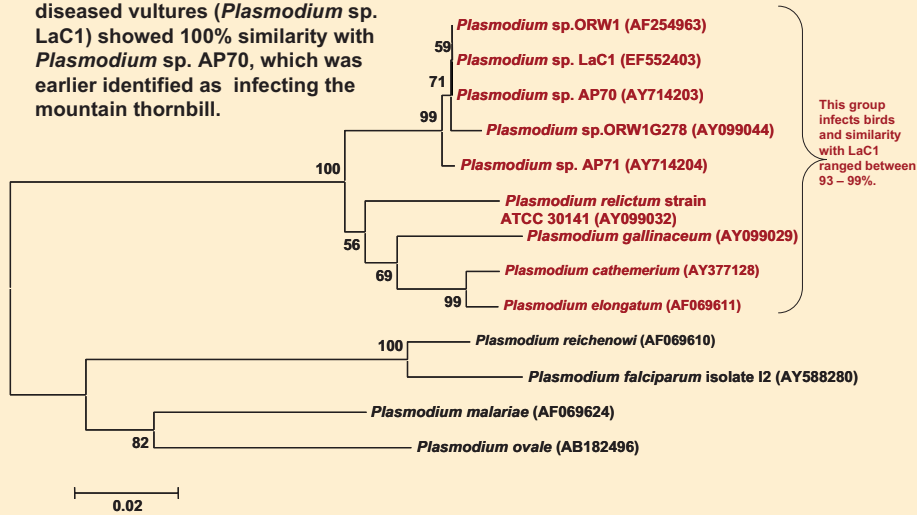 diseased vultures (Plasmodium sp.
LaC1) showed 100% similarity with
Plasmodium sp. AP70, which was
earlier identified as infecting the
mountain thornbill.
Plasmodium sp.ORW1 (AF254963)
59
Plasmodium sp. LaC1 (EF552403)
71
Plasmodium sp. AP70 (AY714203)
99
Plasmodium sp.ORW1G278 (AY099044)
Plasmodium sp. AP71 (AY714204)
100
This group
infects birds
and similarity
with LaC1
ranged between
93 – 99%.
Plasmodium relictum strain
ATCC 30141 (AY099032)
56
Plasmodium gallinaceum (AY099029)
69
Plasmodium cathemerium (AY377128)
99
Plasmodium elongatum (AF069611)
100
Plasmodium reichenowi (AF069610)
Plasmodium falciparum isolate I2 (AY588280)
Plasmodium malariae (AF069624)
82
Plasmodium ovale (AB182496)
0.02